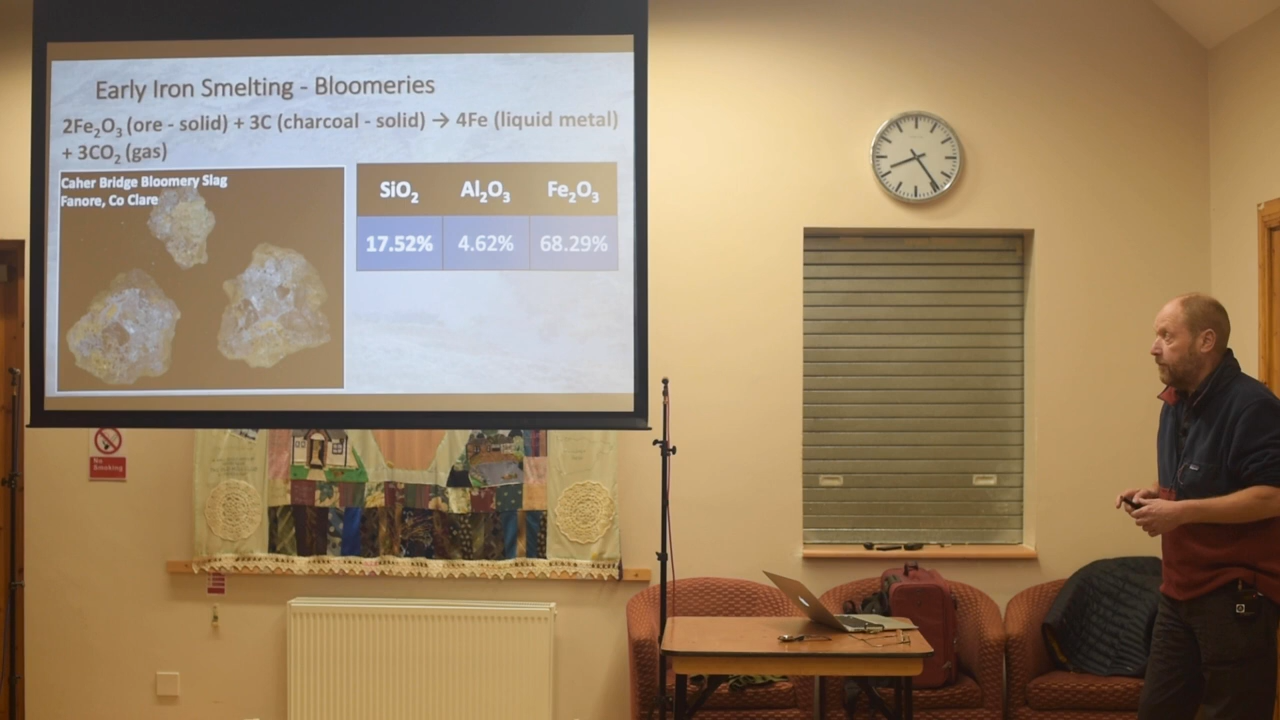 Early Iron Smelting - Bloomeries
2Fe₂O₃ (ore - solid) + 3C (charcoal - solid) → 4Fe (liquid metal)
+ 3CO₂ (gas)
Caher Bridge Bloomery Slag
Fanore, Co Clare
SiO₂ Al₂O₃ Fe₂O₃
17.52% 4.62% 68.29%
No
Smoking